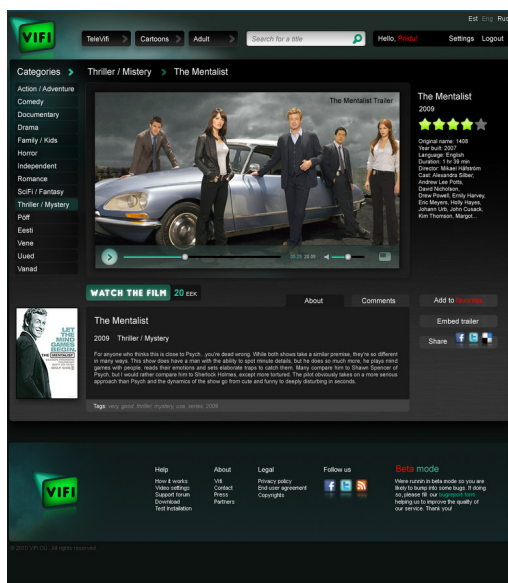 Est Eng Rus
VIFI
TeleVifi
Cartoons
Adult
Search for a title
Hello, Priidu!
Settings
Logout
Categories
Thriller / Mistery
The Mentalist
Action / Adventure
Comedy
Documentary
Drama
Family / Kids
Horror
Independent
Romance
SciFi / Fantasy
Thriller / Mystery
Pöff
Eesti
Vene
Uued
Vanad
The Mentalist Trailer
The Mentalist
2009
Original name: 1408
Year built: 2007
Language: English
Duration: 1 hr 39 min
Director: Mikael Håfström
Cast: Alexandra Silber,
Andrew Lee Potts,
David Nicholson,
Drew Powell, Emily Harvey,
Eric Meyers, Holly Hayes,
Johann Urb, John Cusack,
Kim Thomson, Margot...
WATCH THE FILM 20 EEK
About
Comments
Add to favorites
Embed trailer
Share
LET
THE
MIND
GAMES
BEGIN.
THE MENTALIST
The Mentalist
2009 Thriller / Mystery
For anyone who thinks this is close to Psych.. you're dead wrong. While both shows take a similar premise, they're so different
in many ways. This show does have a man with the ability to spot minute details, but he does so much more, he plays mind
games with people, reads their emotions and sets elaborate traps to catch them. Many compare him to Shawn Spencer of
Psych, but I would rather compare him to Sherlock Holmes, except more tortured. The pilot obviously takes on a more serious
approach than Psych and the dynamics of the show go from cute and funny to deeply disturbing in seconds.
Tags: very, good, thriller, mystery, usa, series, 2009
VIFI
Help
How it works
Video settings
Support forum
Download
Test Installation
About
Vifi
Contact
Press
Partners
Legal
Privacy policy
End user agreement
Copyrights
Follow us
Beta mode
Were runnin in beta mode so you are
likely to bump into some bugs. If doing
so, please fill our bugreport form
helping us to improve the quality of
our service. Thank you!
© 2010 VIFI OÜ. All rights reserved